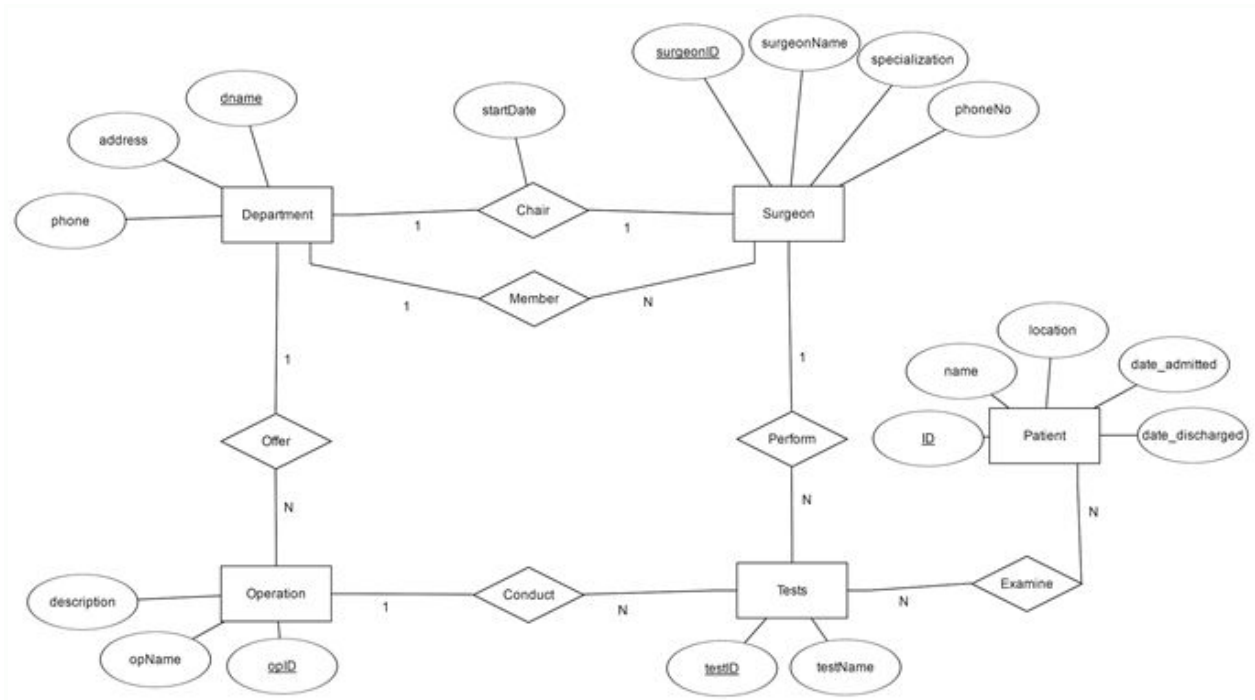 surgeonID
surgeonName
specialization
phoneNo
dname
startDate
address
phone
Department
Chair
Surgeon
1
1
Member
1
N
location
date_admitted
name
1
1
Offer
Perform
ID
Patient
date_discharged
N
N
N
description
Operation
Conduct
Tests
Examine
1
N
N
opName
opID
testID
testName